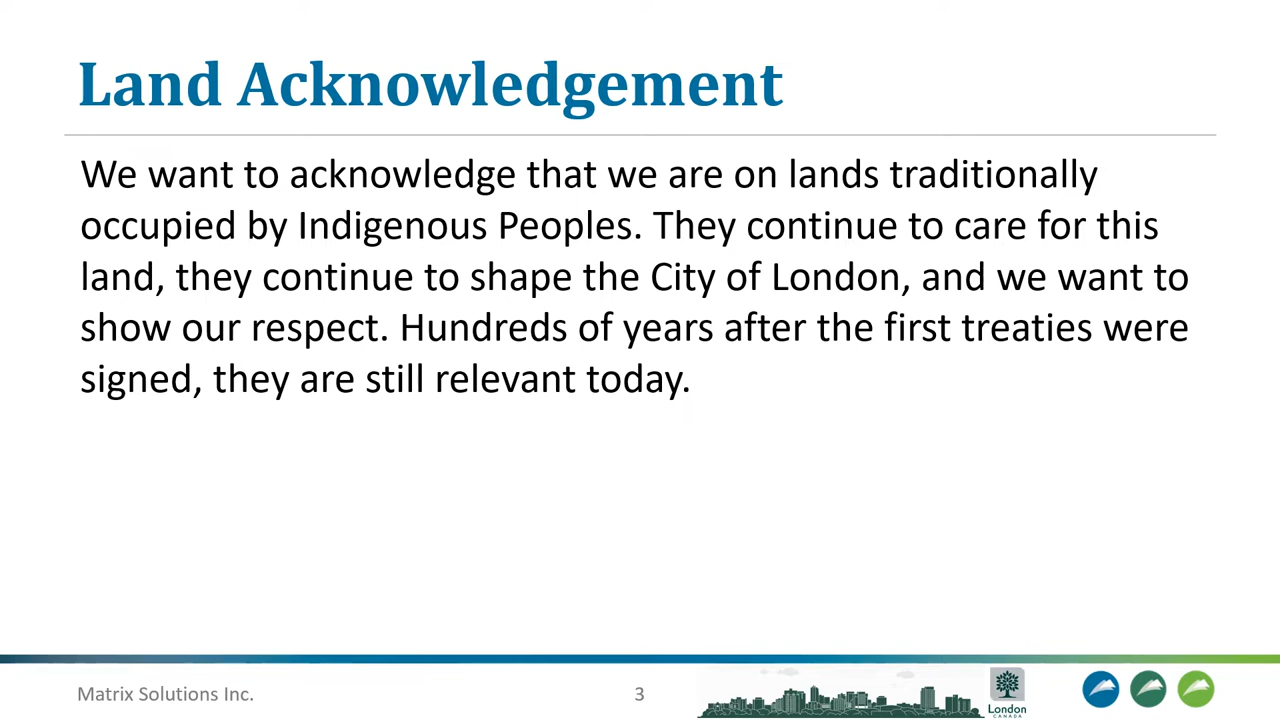 Land Acknowledgement
We want to acknowledge that we are on lands traditionally
occupied by Indigenous Peoples. They continue to care for this
land, they continue to shape the City of London, and we want to
show our respect. Hundreds of years after the first treaties were
signed, they are still relevant today.
Matrix Solutions Inc.
3
London
CANADA